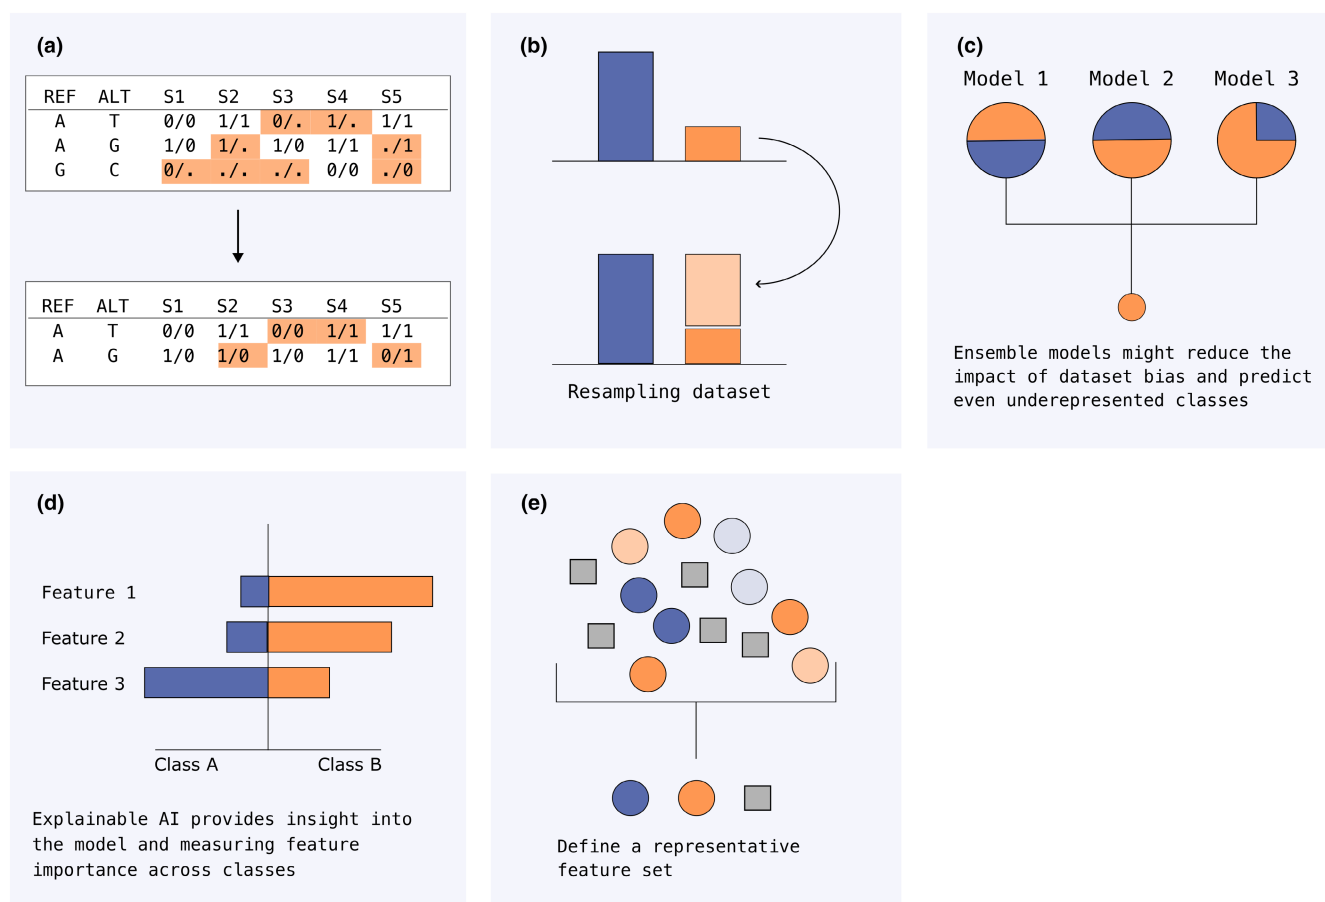 (a)
REF ALT S1 S2 S3 S4 S5
A T 0/0 1/1 0/. 1/. 1/1
A G 1/0 1/. 1/0 1/1 ./1
G C 0/. ./. ./. 0/0 ./0
REF ALT S1 S2 S3 S4 S5
A T 0/0 1/1 0/0 1/1 1/1
A G 1/0 1/0 1/0 1/1 0/1
(b)
Resampling dataset
(c)
Model 1 Model 2 Model 3
Ensemble models might reduce the
impact of dataset bias and predict
even underepresented classes
(d)
Feature 1
Feature 2
Feature 3
Class A Class B
Explainable AI provides insight into
the model and measuring feature
importance across classes
(e)
Define a representative
feature set